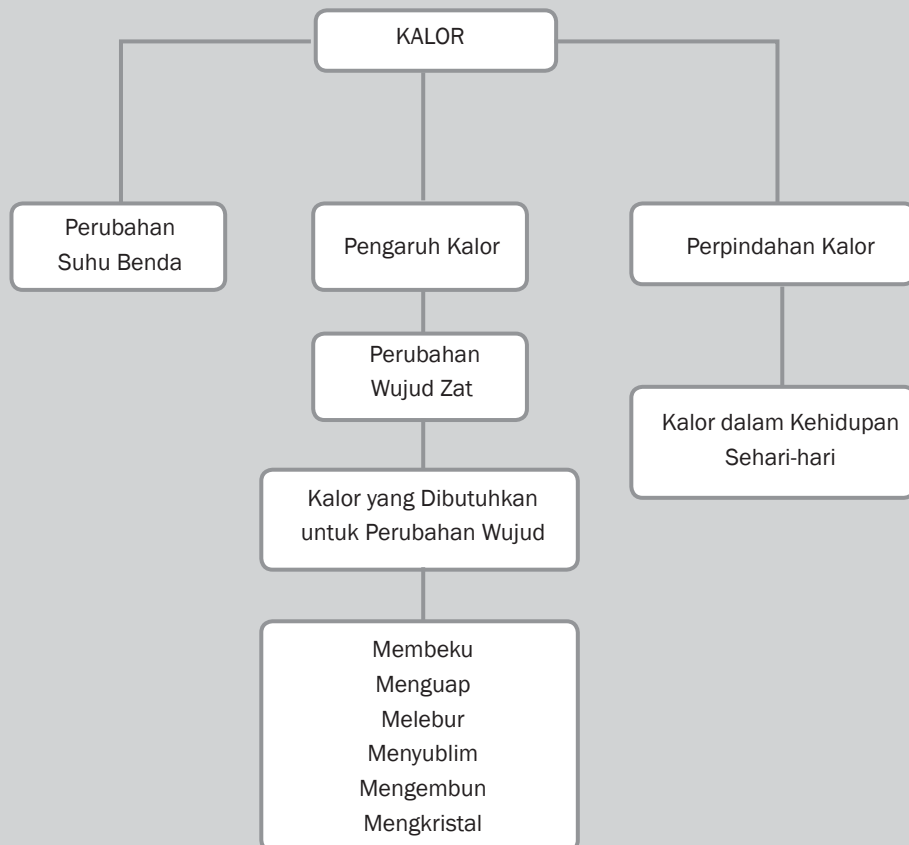 KALOR
Perubahan
Suhu Benda
Pengaruh Kalor
Perpindahan Kalor
Perubahan
Wujud Zat
Kalor dalam Kehidupan
Sehari-hari
Kalor yang Dibutuhkan
untuk Perubahan Wujud
Membeku
Menguap
Melebur
Menyublim
Mengembun
Mengkristal